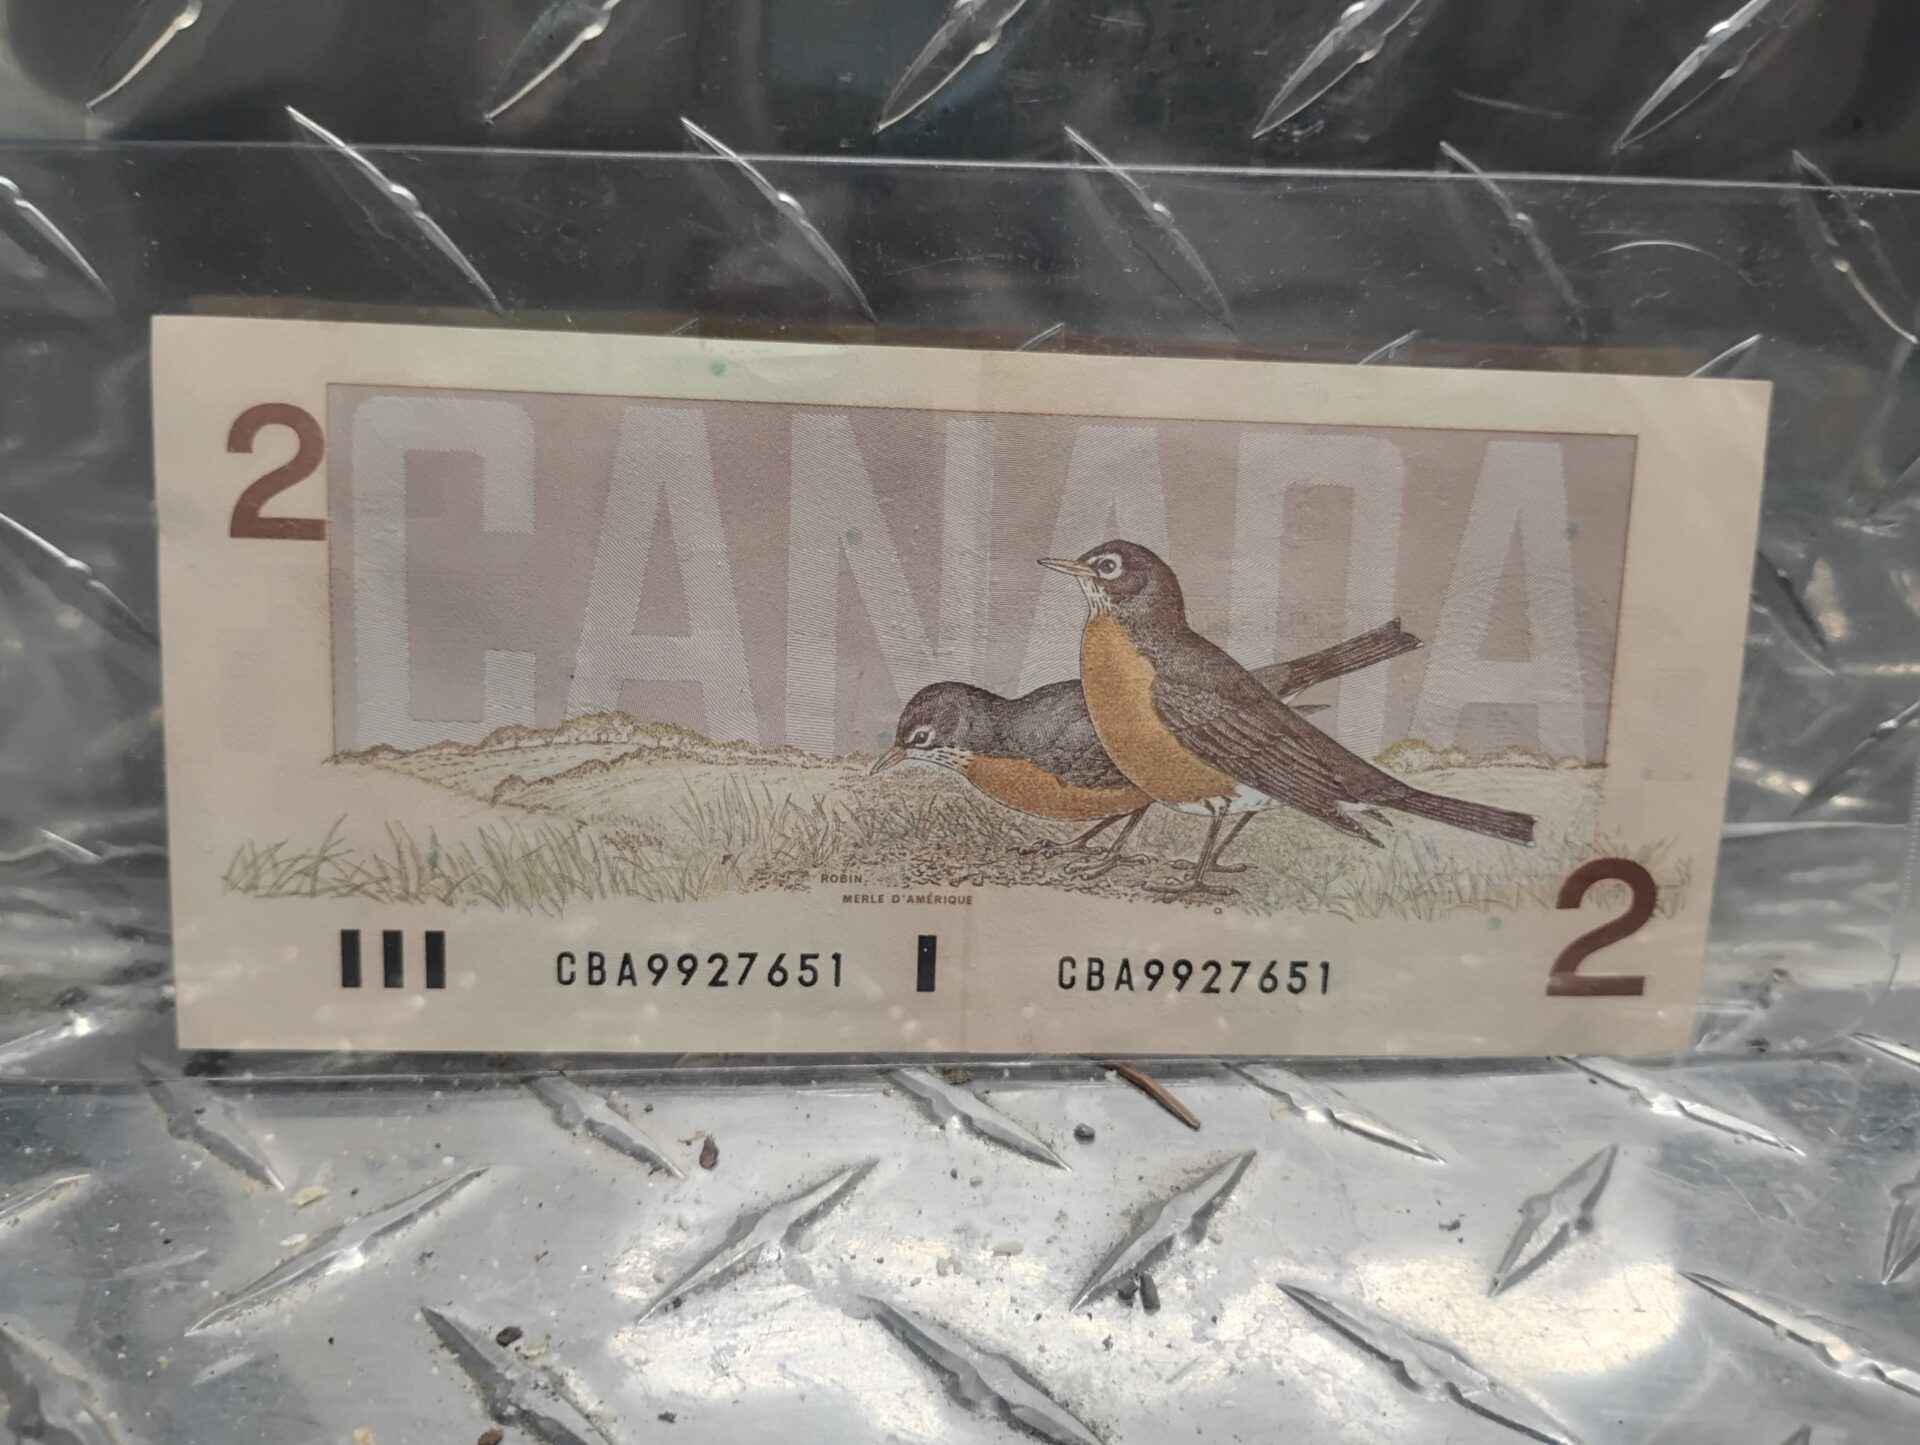 2
CANADA
ROBIN
MERLE D'AMÉRIQUE
CBA9927651 CBA9927651
2